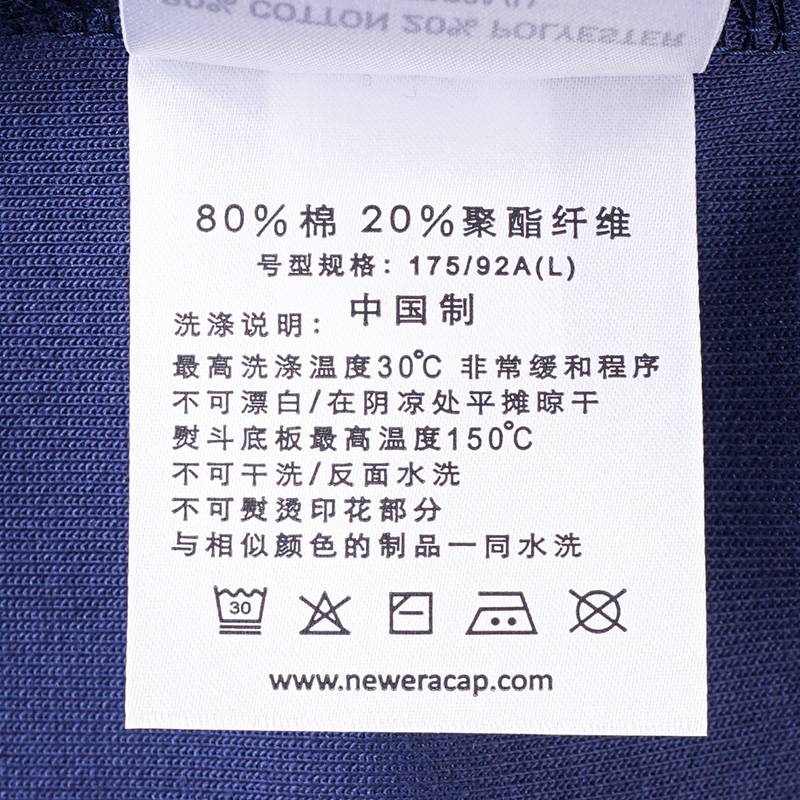 80% COTTON 20% POLYESTER
80%棉 20%聚酯纤维
号型规格: 175/92A(L)
中国制
洗涤说明:
最高洗涤温度30℃ 非常缓和程序
不可漂白/在阴凉处平摊晾干
熨斗底板最高温度150℃
不可干洗/反面水洗
不可熨烫印花部分
与相似颜色的制品一同水洗
30
www.neweracap.com